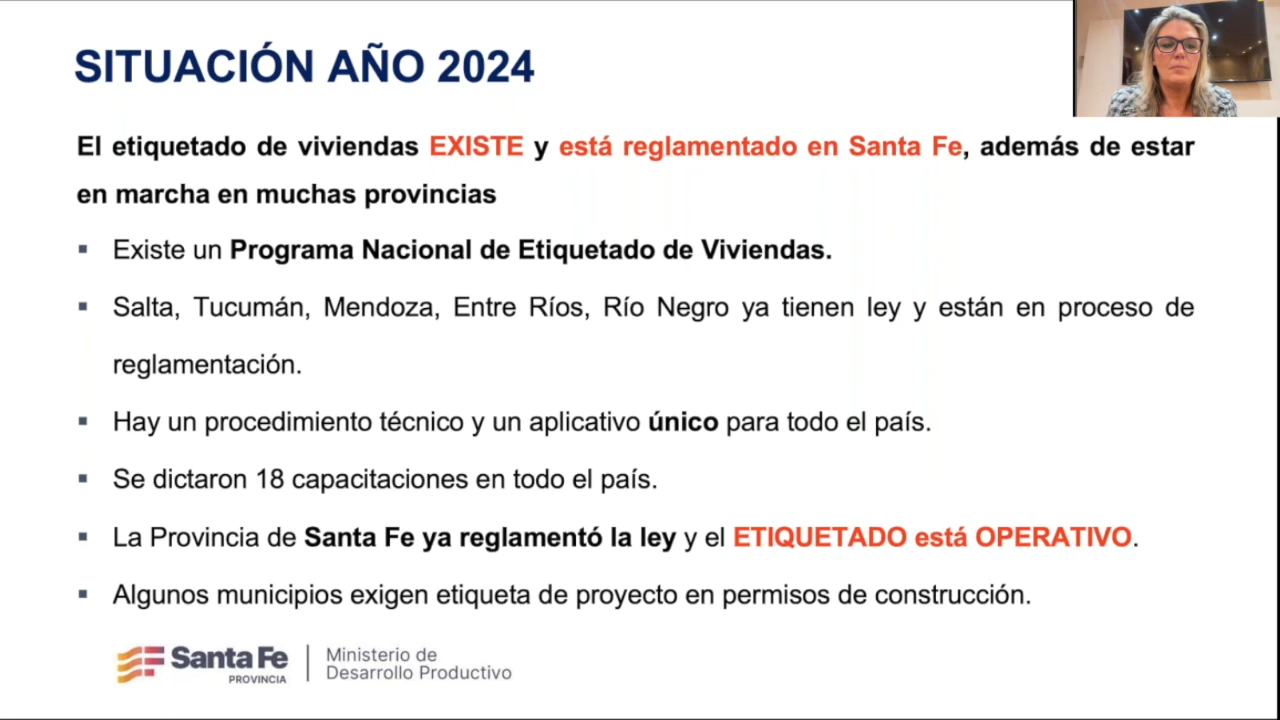 SITUACIÓN AÑO 2024
El etiquetado de viviendas EXISTE y está reglamentado en Santa Fe, además de estar
en marcha en muchas provincias
▪ Existe un Programa Nacional de Etiquetado de Viviendas.
▪ Salta, Tucumán, Mendoza, Entre Ríos, Río Negro ya tienen ley y están en proceso de
reglamentación.
▪ Hay un procedimiento técnico y un aplicativo único para todo el país.
▪ Se dictaron 18 capacitaciones en todo el país.
▪ La Provincia de Santa Fe ya reglamentó la ley y el ETIQUETADO está OPERATIVO.
▪ Algunos municipios exigen etiqueta de proyecto en permisos de construcción.
Santa Fe
PROVINCIA
Ministerio de
Desarrollo Productivo